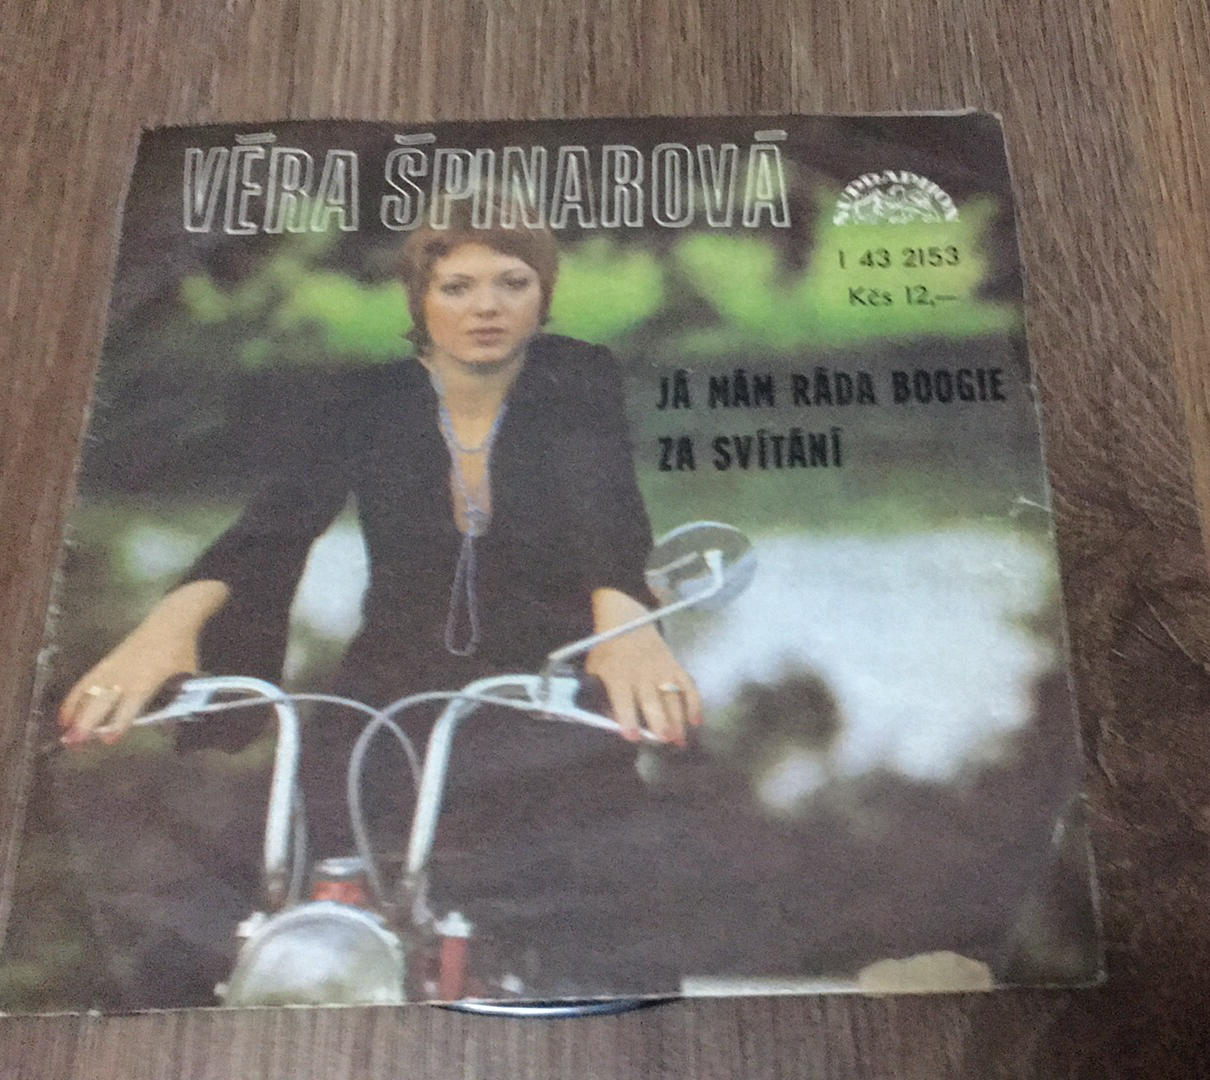 VĚRA ŠPINAROVÁ
SUPRAPHON
1 43 2153
Kčs 12,—
JÁ MÁM RÁDA BOOGIE
ZA SVÍTÁNÍ